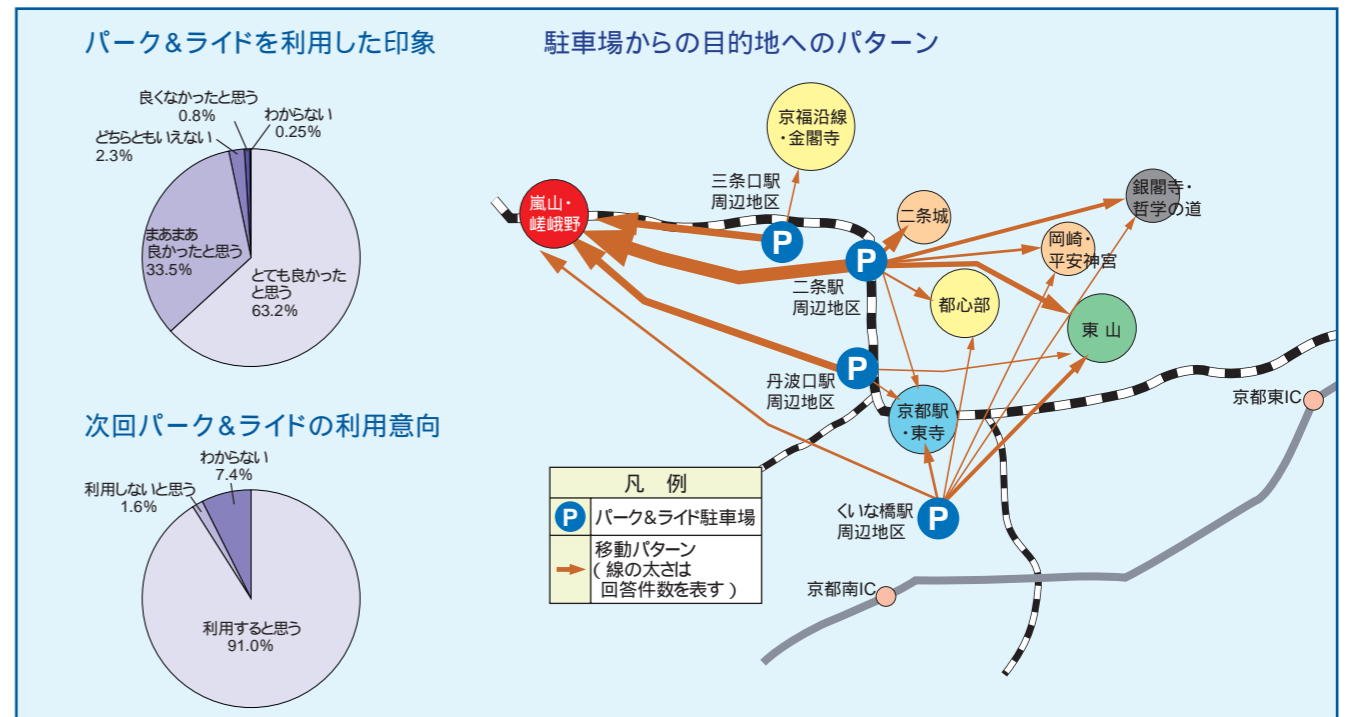 パーク&ライドを利用した印象
良くなかったと思う
0.8%
わからない
0.25%
どちらともいえない
2.3%
まあまあ
良かったと思う
33.5%
とても良かった
と思う
63.2%
次回パーク&ライドの利用意向
わからない
7.4%
利用しないと思う
1.6%
利用すると思う
91.0%
駐車場からの目的地へのパターン
京福沿線
・金閣寺
三条口駅
周辺地区
P
嵐山・
嵯峨野
二条城
銀閣寺・
哲学の道
岡崎・
平安神宮
P
二条駅
周辺地区
都心部
東 山
P
丹波口駅
周辺地区
京都駅
・東寺
京都東IC
くいな橋駅
周辺地区
P
京都南IC
凡 例
P パーク&ライド駐車場
移動パターン
( 線の太さは
回答件数を表す )